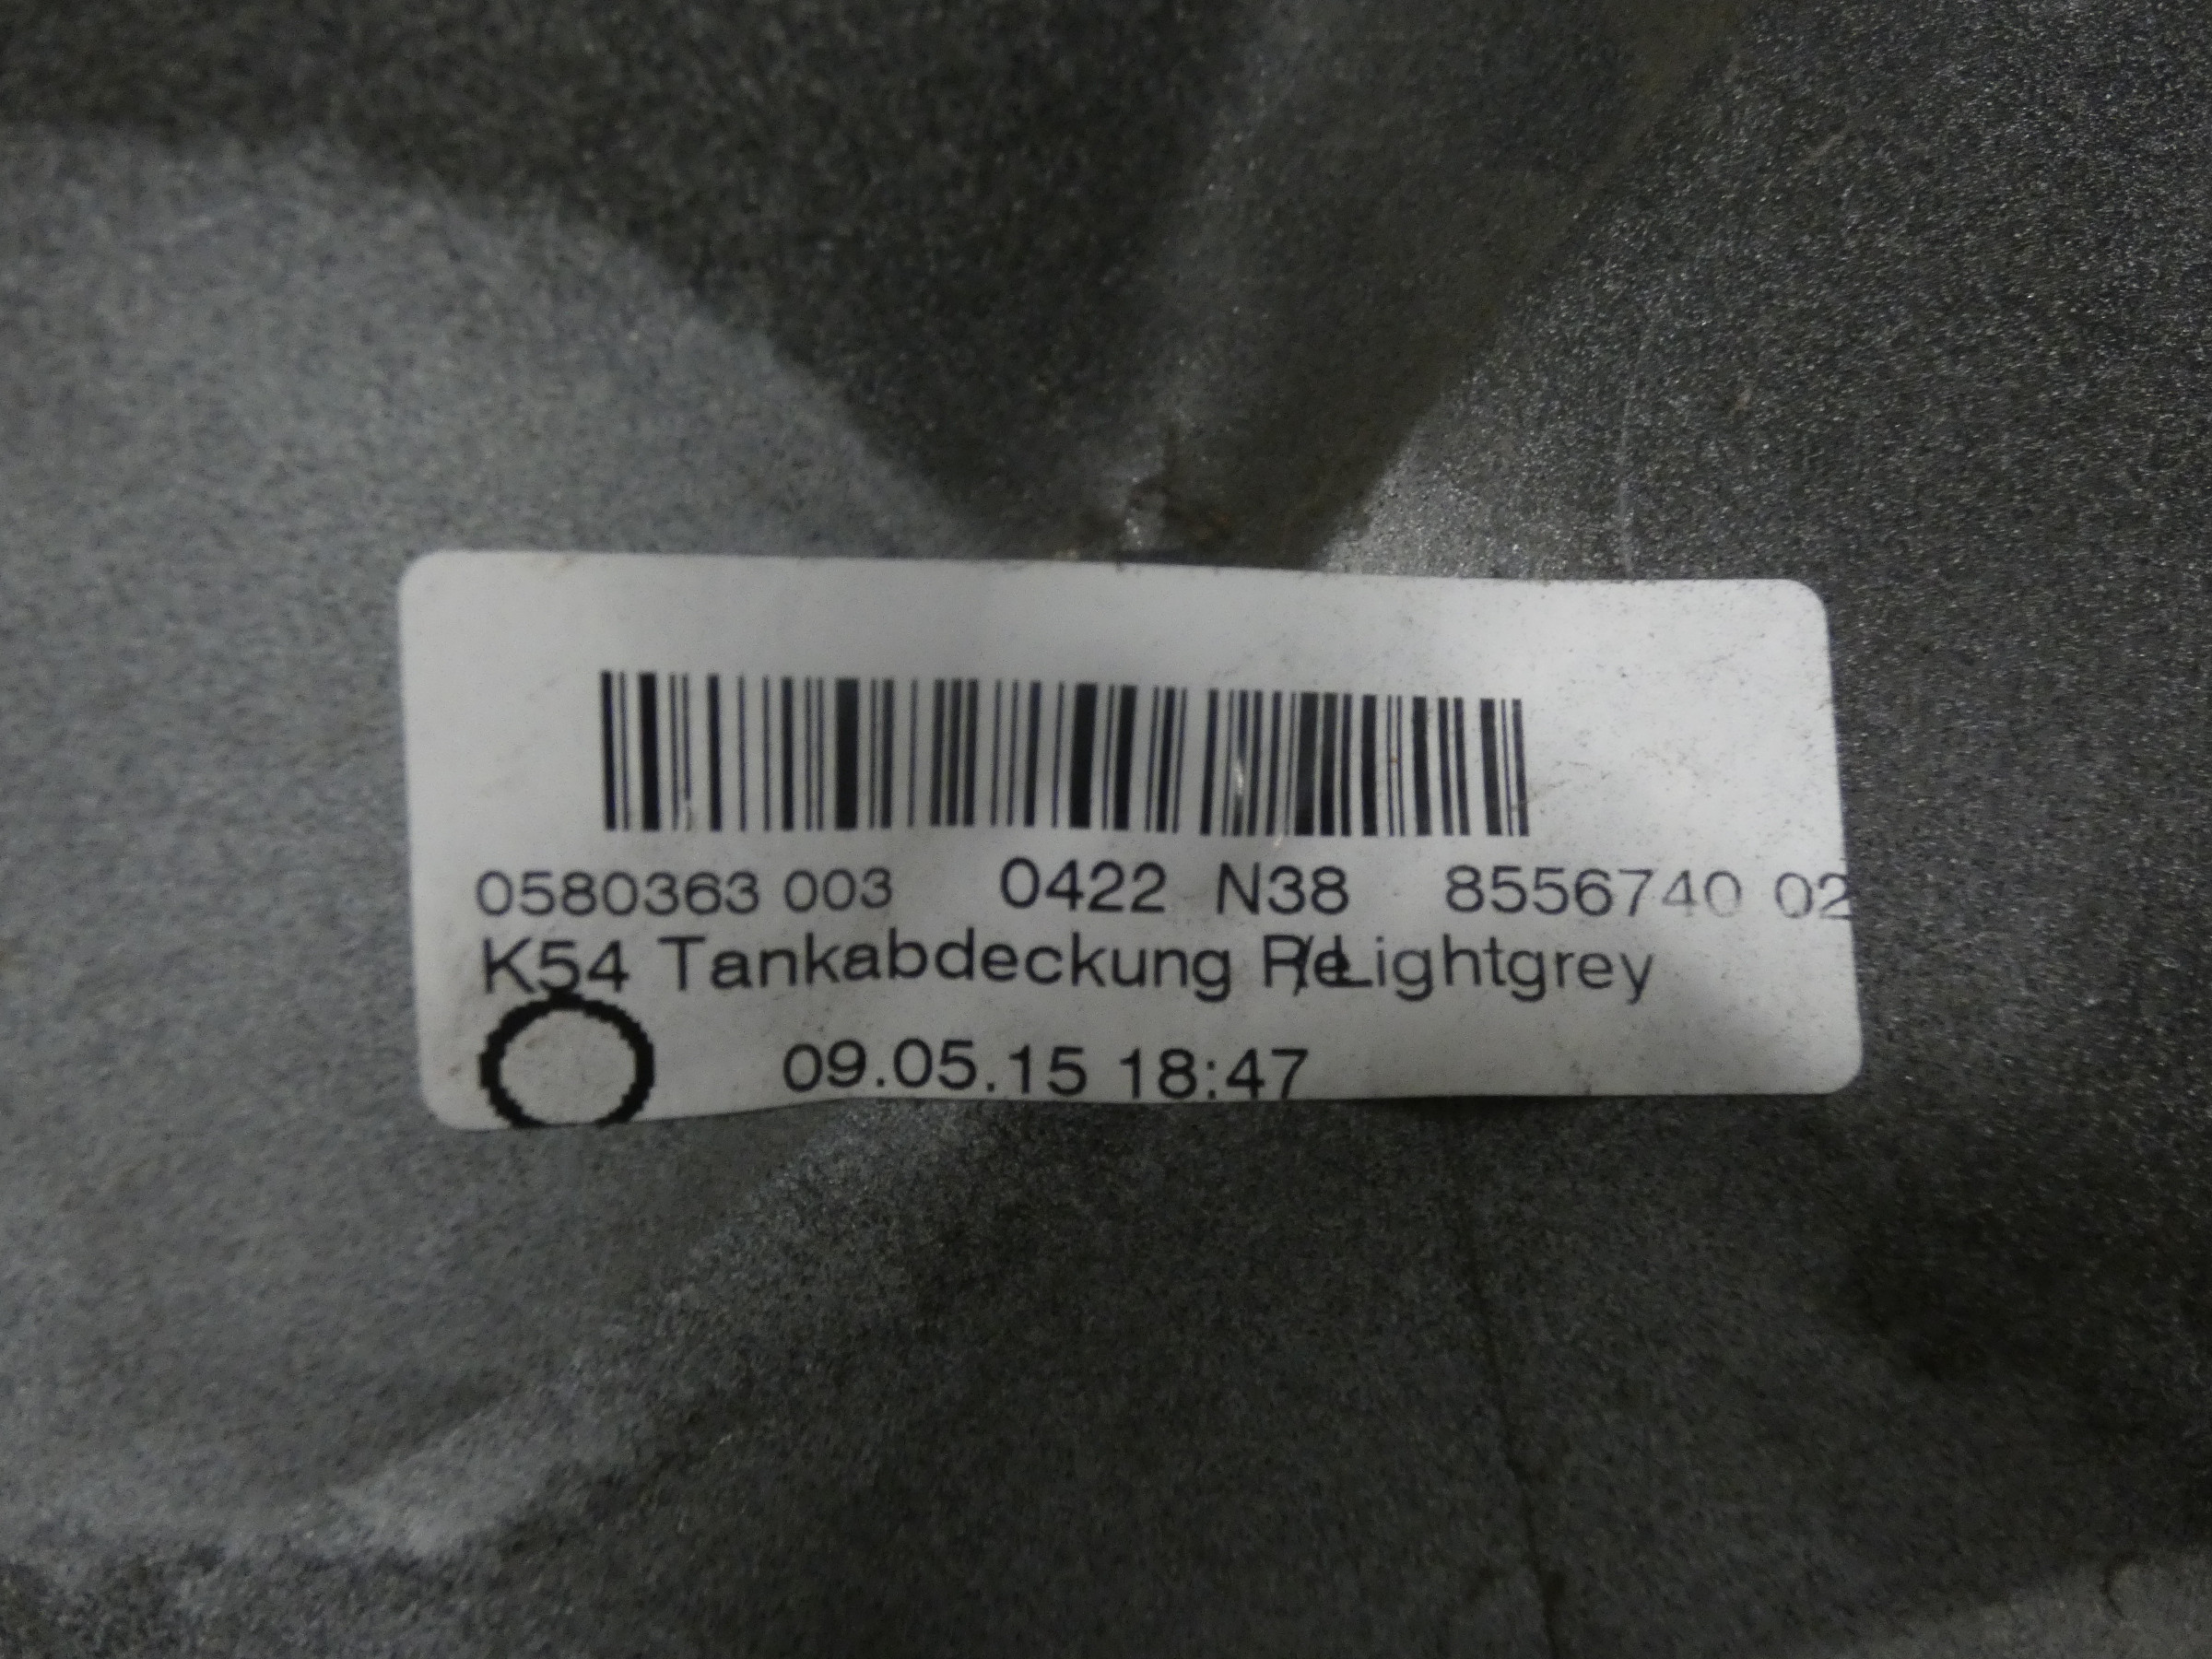 0580363 003 0422 N38 8556740 02
K54 Tankabdeckung Lightgrey
09.05.15 18:47